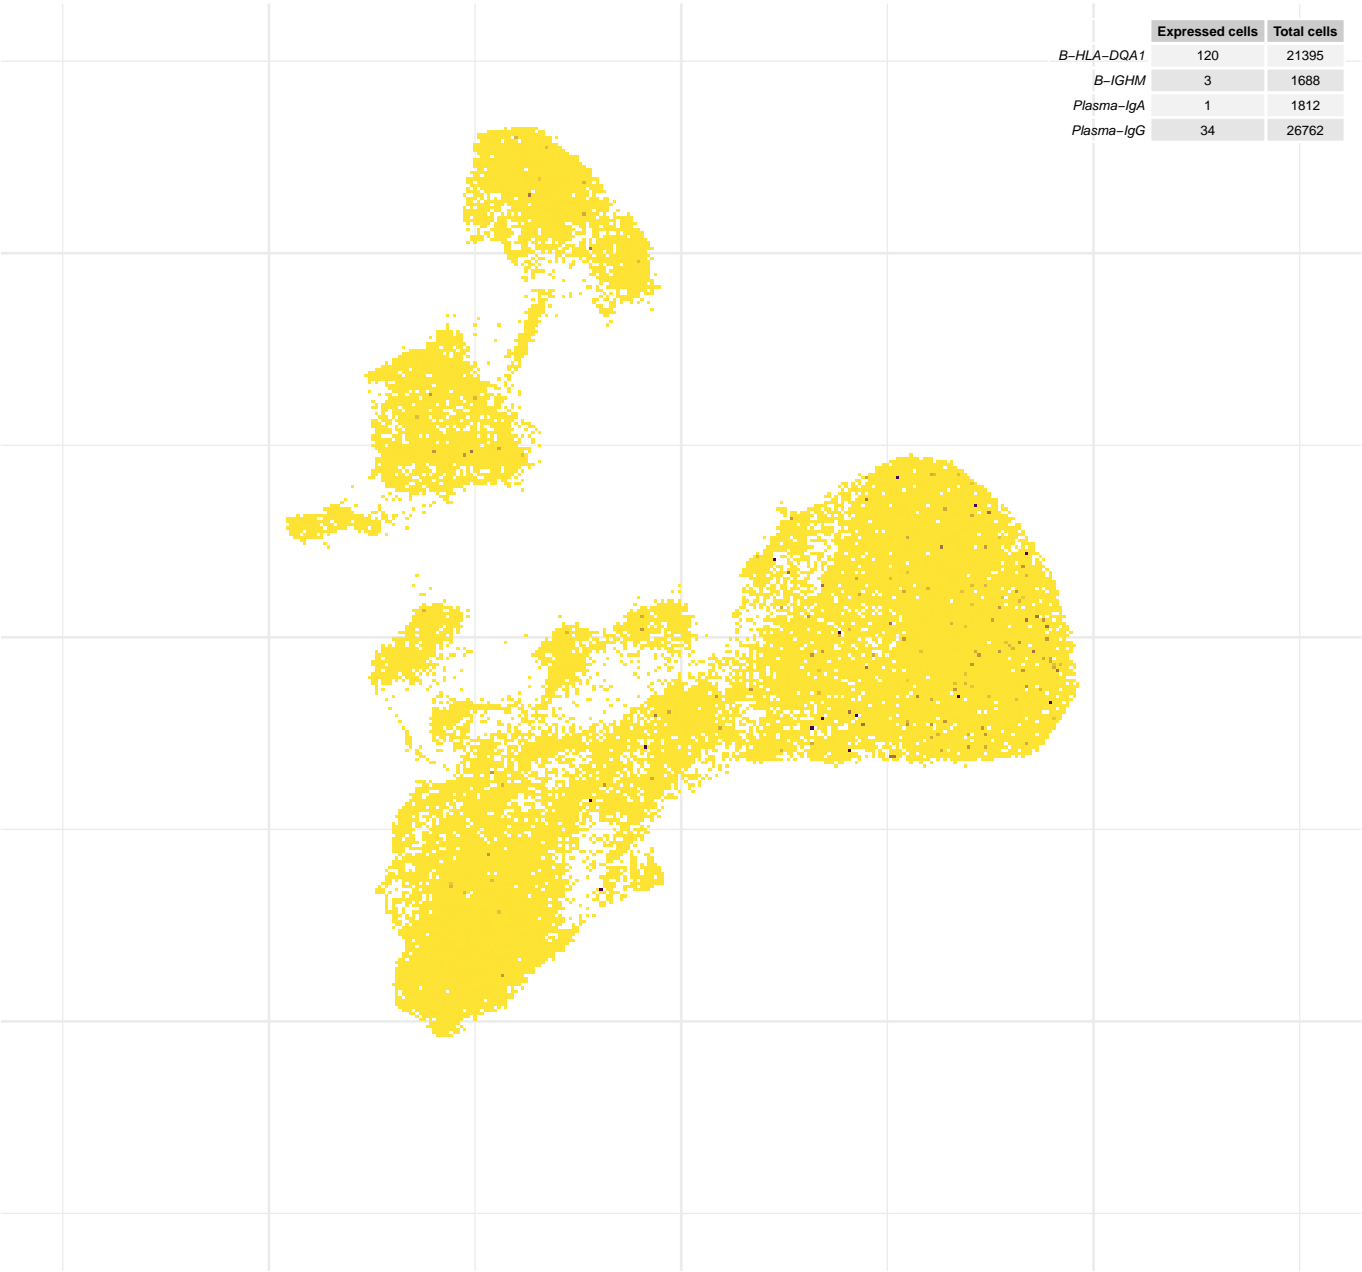 Expressed cells Total cells
B−HLA−DQA1 120 21395
B−IGHM 3 1688
Plasma−IgA 1 1812
Plasma−IgG 34 26762